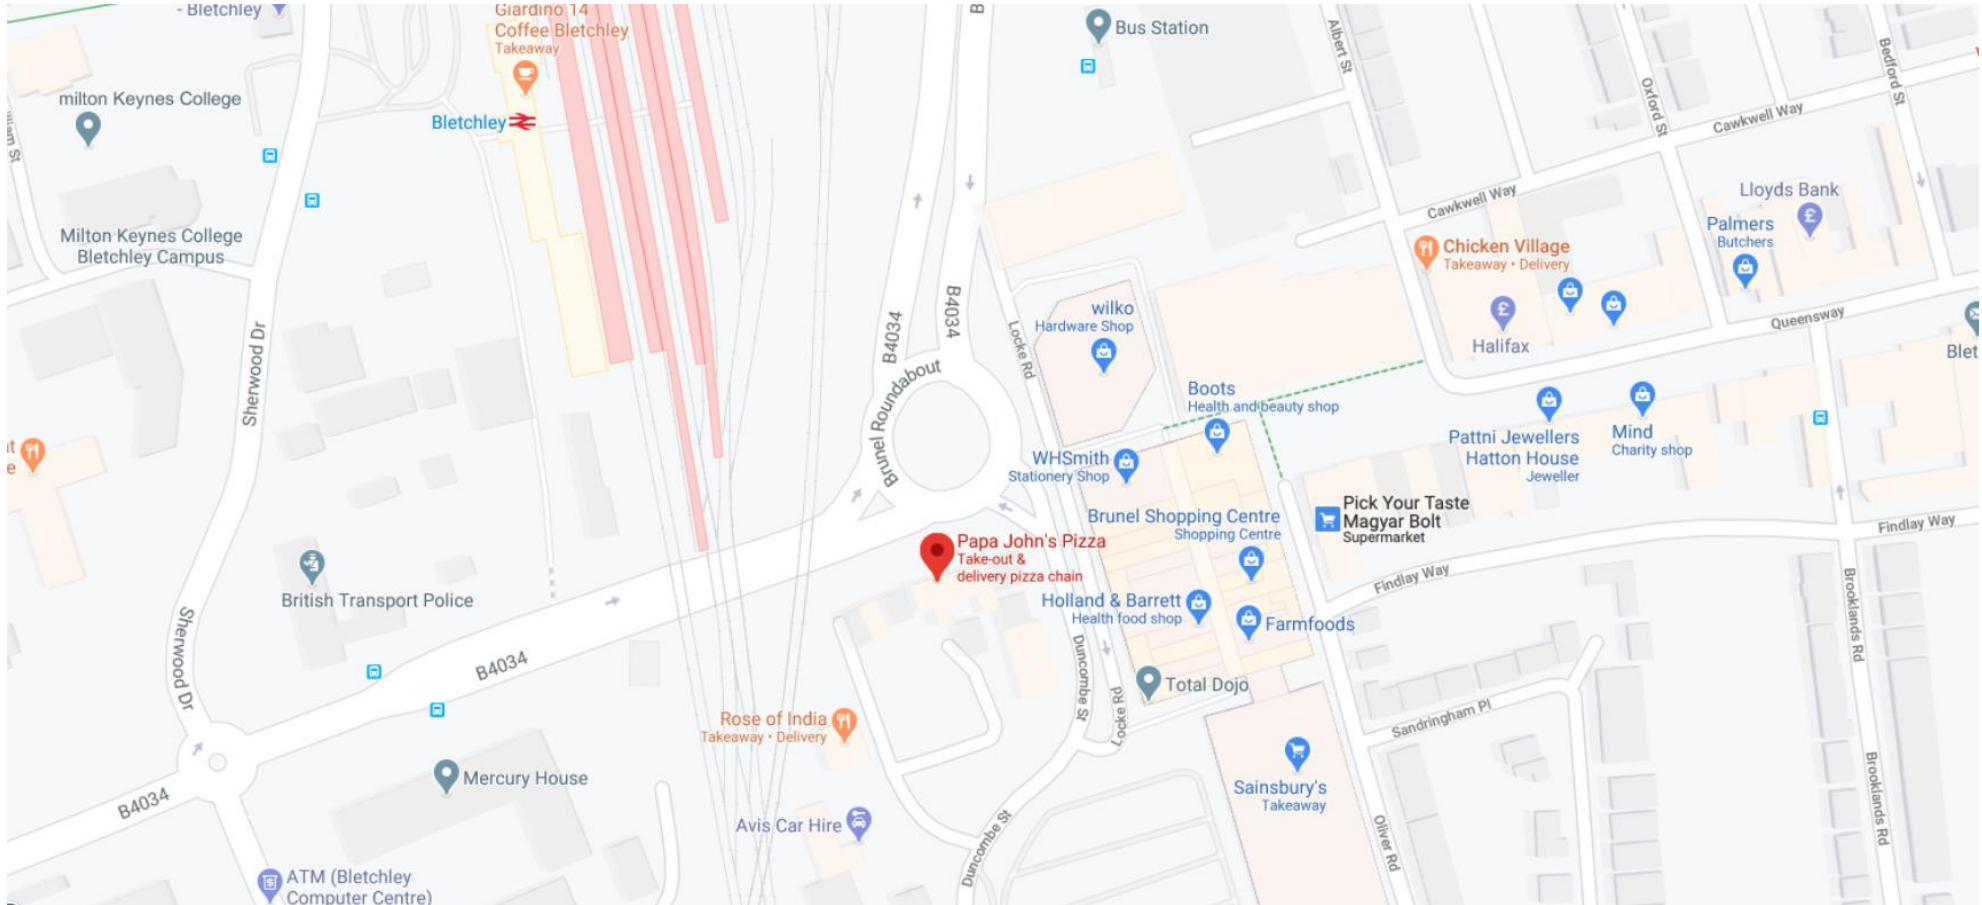 - Bletchley
Giardino 14
Coffee Bletchley
Takeaway
B
Bus Station
Albert St
Oxford St
Bedford St
Cawkwell Way
milton Keynes College
Bletchley
Cawkwell Way
Lloyds Bank
Palmers
Butchers
Milton Keynes College
Bletchley Campus
Chicken Village
Takeaway • Delivery
Sherwood Dr
B4034
B4034
Locke Rd
wilko
Hardware Shop
Halifax
Queensway
Blet
Brunel Roundabout
Boots
Health and beauty shop
Pattni Jewellers
Hatton House
Jeweller
Mind
Charity shop
WHSmith
Stationery Shop
Pick Your Taste
Magyar Bolt
Supermarket
Brunel Shopping Centre
Shopping Centre
Findlay Way
Papa John's Pizza
Take-out &
delivery pizza chain
Findlay Way
British Transport Police
Holland & Barrett
Health food shop
Farmfoods
Brooklands Rd
Sherwood Dr
B4034
Duncombe St
Locke Rd
Total Dojo
Sandringham Pl
Rose of India
Takeaway • Delivery
Mercury House
Sainsbury's
Takeaway
B4034
Avis Car Hire
Duncombe St
Oliver Rd
Brooklands Rd
ATM (Bletchley
Computer Centre)